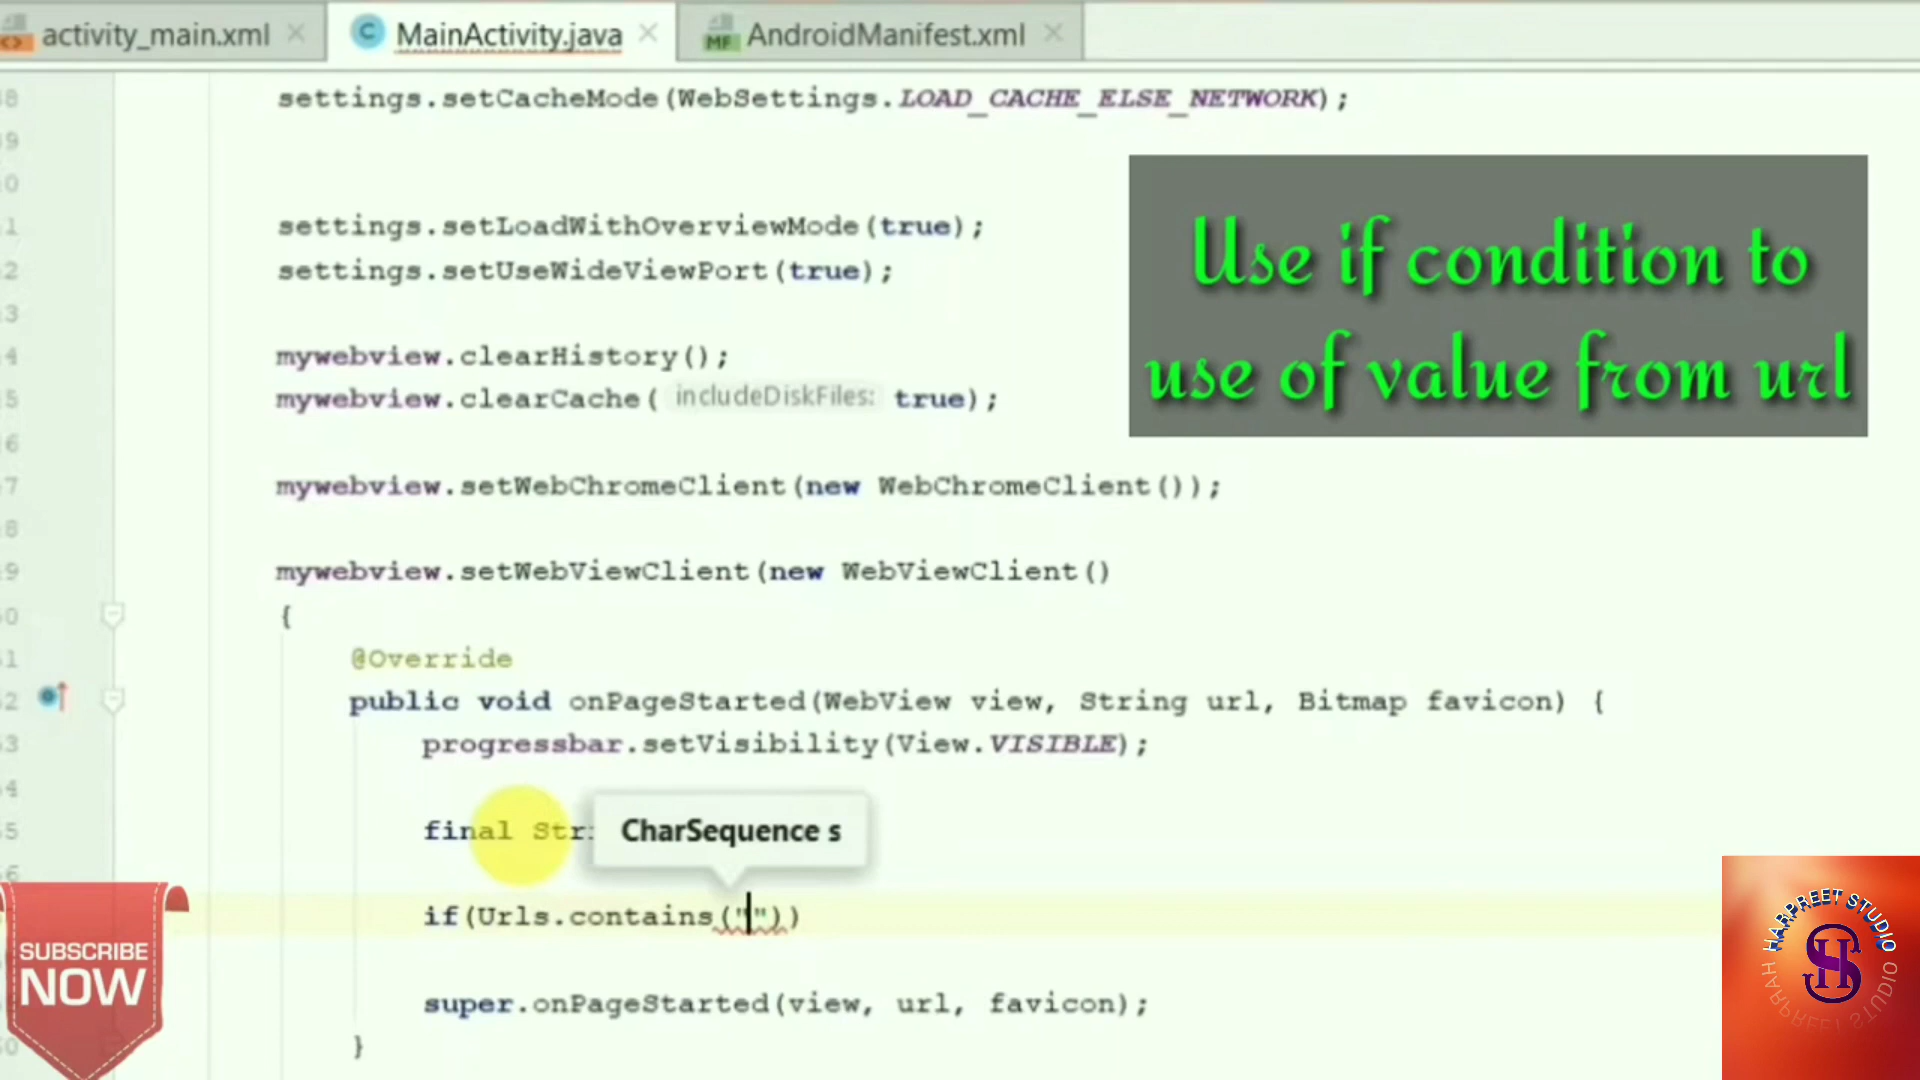 activity_main.xml
MainActivity.java
AndroidManifest.xml
settings.setCacheMode(WebSettings.LOAD_CACHE_ELSE_NETWORK);
settings.setLoadWithOverviewMode(true);
settings.setUseWideViewPort(true);
mywebview.clearHistory();
mywebview.clearCache( includeDiskFiles: true);
mywebview.setWebChromeClient(new WebChromeClient());
mywebview.setWebViewClient(new WebViewClient()
{
@Override
public void onPageStarted(WebView view, String url, Bitmap favicon) {
progressbar.setVisibility(View.VISIBLE);
final
CharSequence s
if(Urls.contains(""))
super.onPageStarted(view, url, favicon);
}
Use if condition to
use of value from url
SUBSCRIBE
NOW
HARPREET STUDIO
HARPREET STUDIO